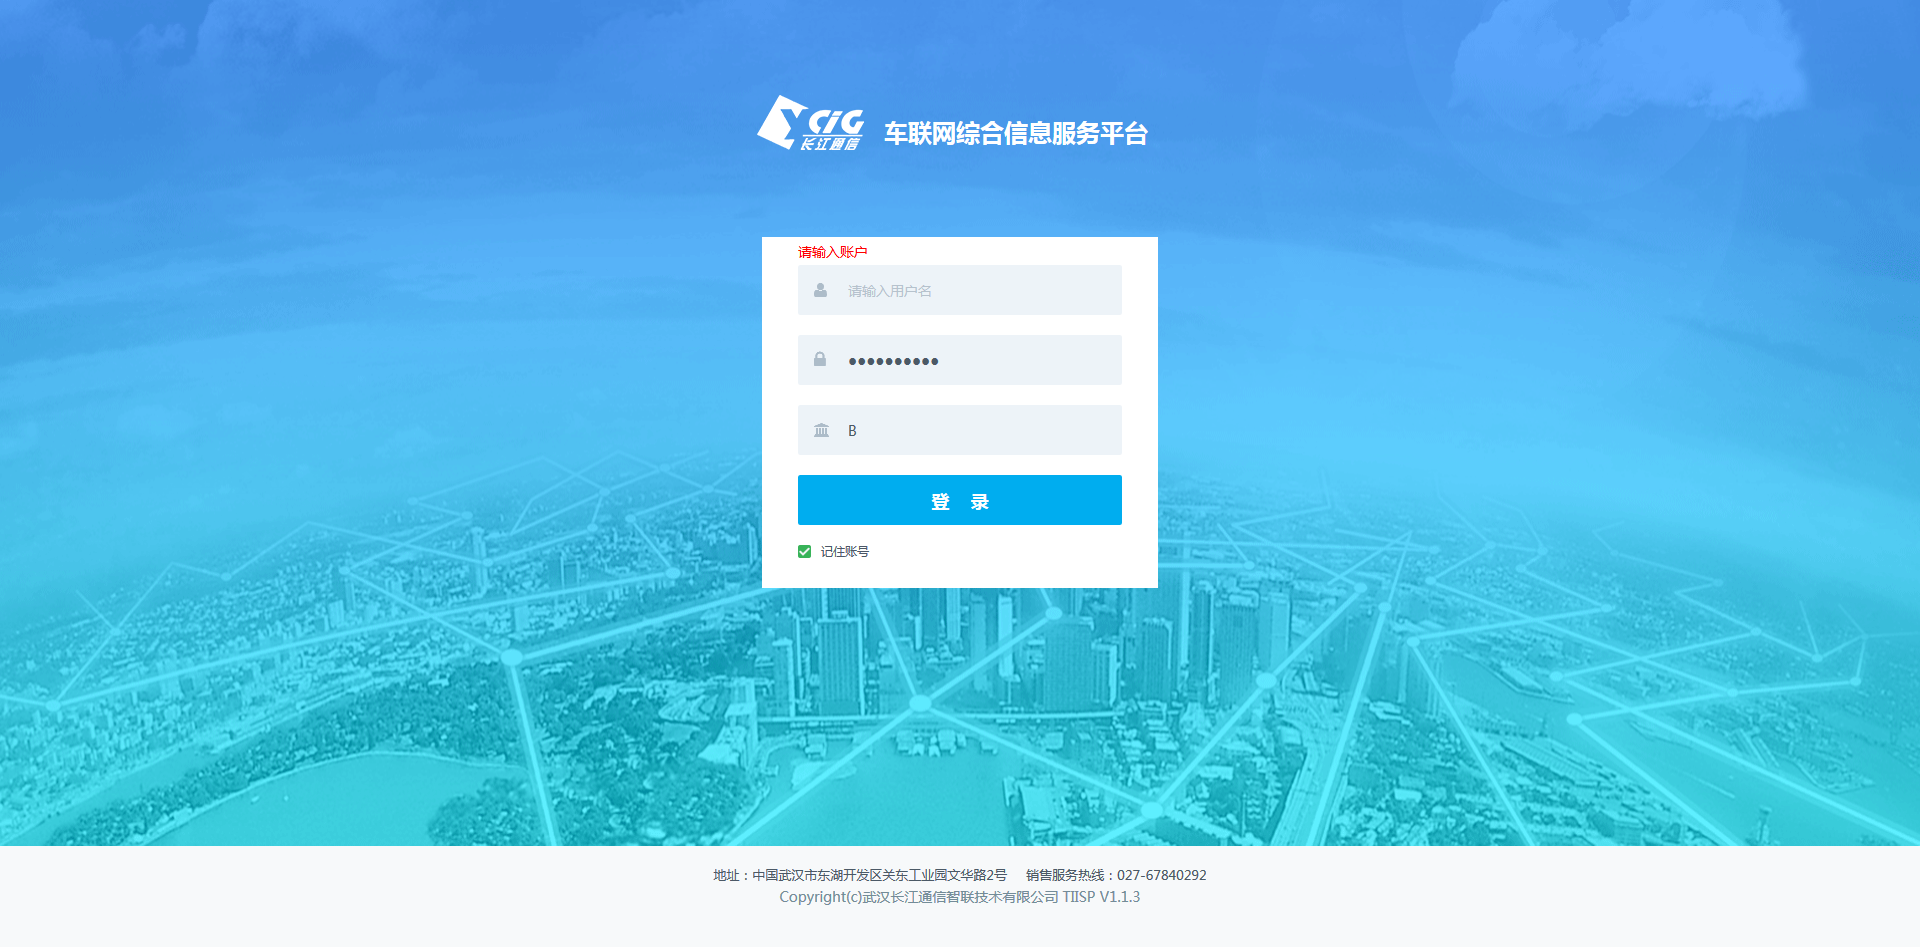 CIG
长江通信
车联网综合信息服务平台
请输入账户
请输入用户名
●●●●●●●●●●
B
登 录
记住账号
地址：中国武汉市东湖开发区关东工业园文华路2号 销售服务热线：027-67840292
Copyright(c)武汉长江通信智联技术有限公司 TIISP V1.1.3